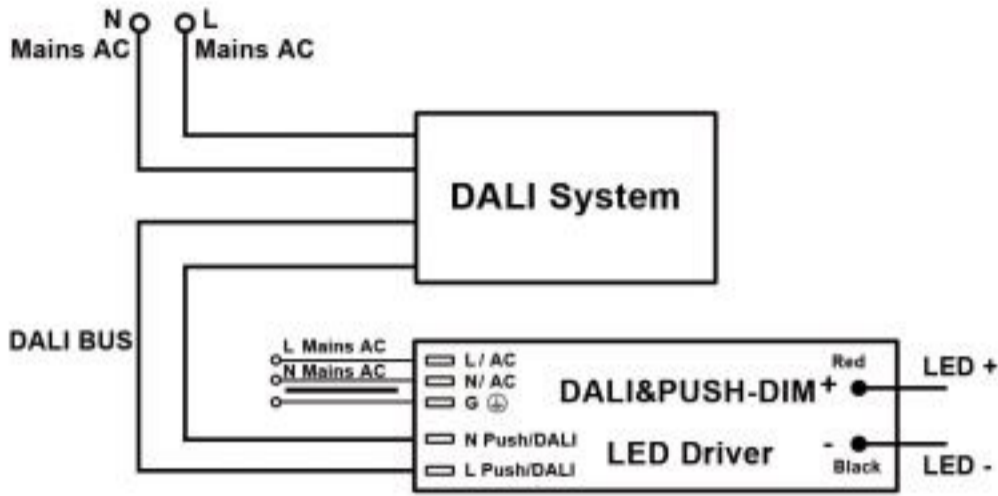 N L
Mains AC Mains AC
DALI System
DALI BUS
L Mains AC
N Mains AC
L / AC
N/ AC
G
N Push/DALI
L Push/DALI
DALI&PUSH-DIM
LED Driver
Red
+
-
Black
LED +
LED -